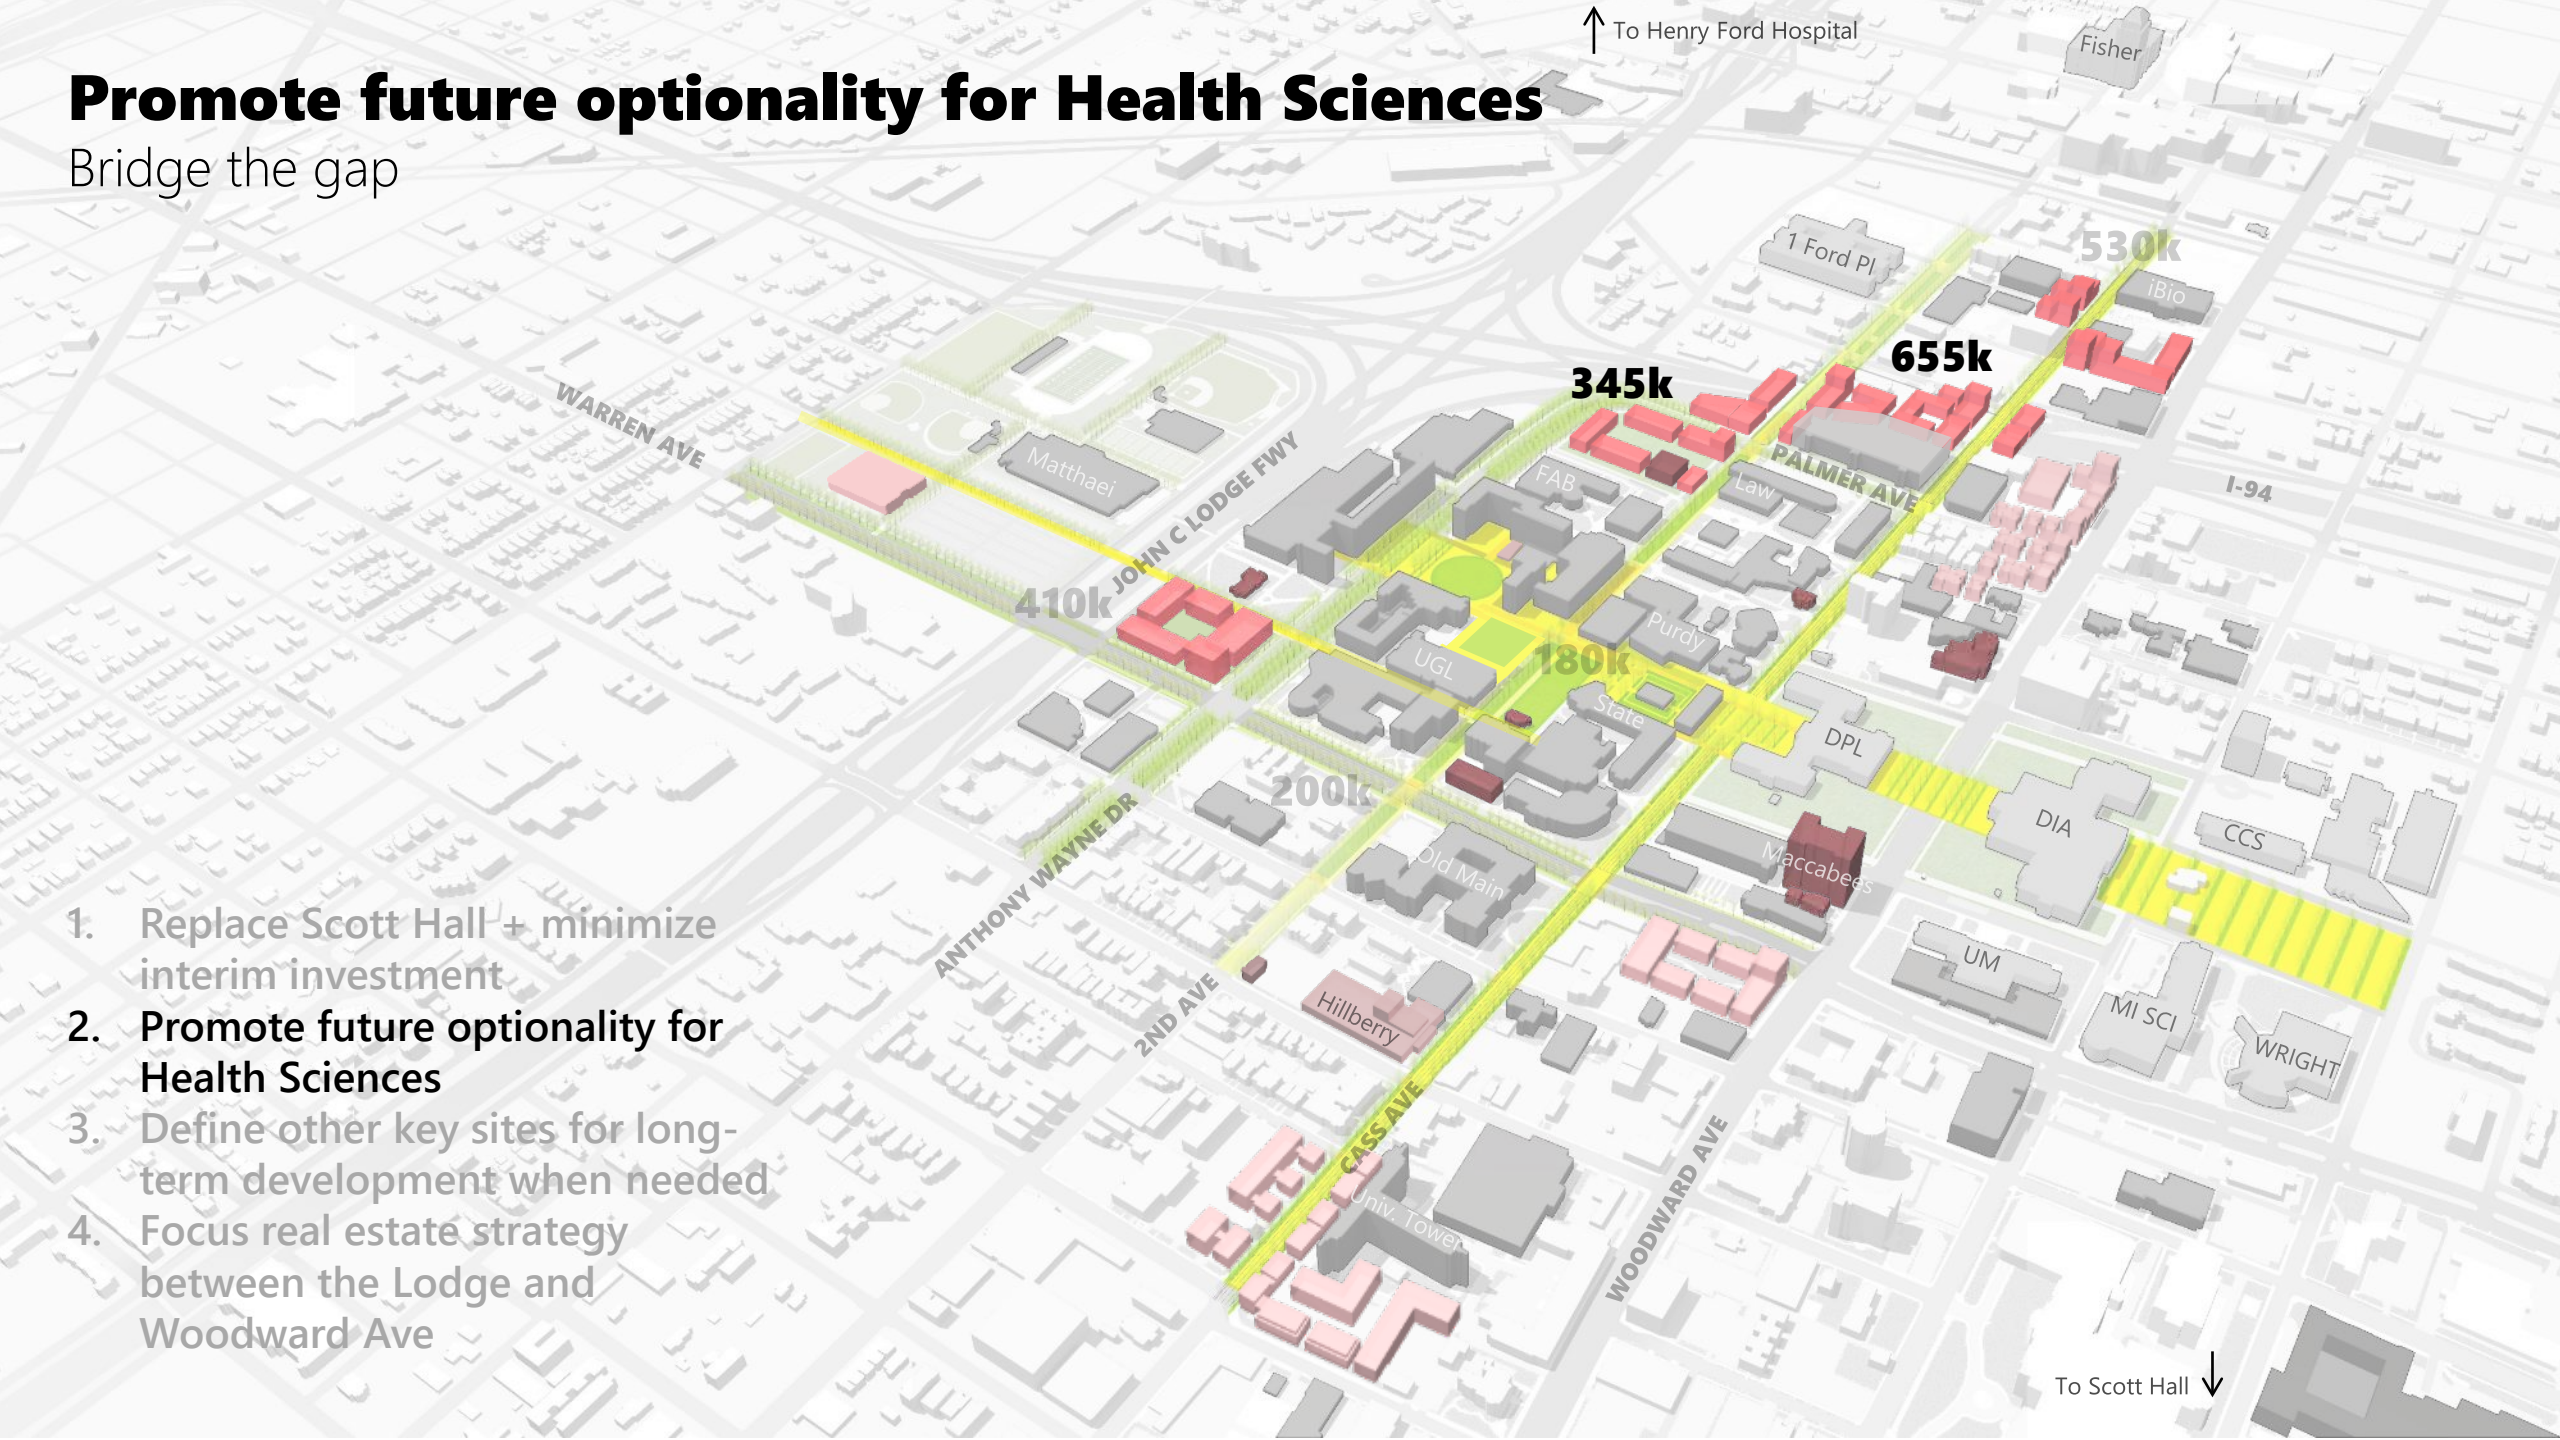 To Henry Ford Hospital
Fisher
Promote future optionality for Health Sciences
Bridge the gap
1 Ford Pl
530k
iBio
345k
655k
WARREN AVE
Matthaei
JOHN C LODGE FWY
FAB
Law
PALMER AVE
I-94
410k
UGL
180k
Purdy
State
DPL
200k
DIA
CCS
Old Main
Maccabees
ANTHONY WAYNE DR
2ND AVE
Hillberry
UM
MI SCI
WRIGHT
CASS AVE
Univ. Tower
WOODWARD AVE
1. Replace Scott Hall + minimize
interim investment
2. Promote future optionality for
Health Sciences
3. Define other key sites for long-
term development when needed
4. Focus real estate strategy
between the Lodge and
Woodward Ave
To Scott Hall